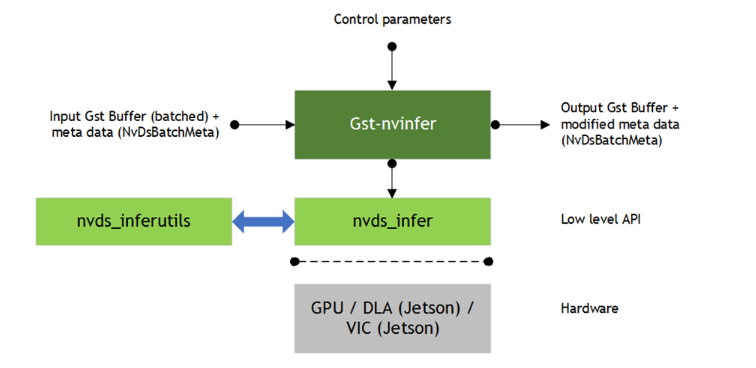 Control parameters
Input Gst Buffer (batched) +
meta data (NvDsBatchMeta)
Gst-nvinfer
Output Gst Buffer +
modified meta data
(NvDsBatchMeta)
nvds_inferutils
nvds_infer
Low level API
GPU / DLA (Jetson) /
VIC (Jetson)
Hardware